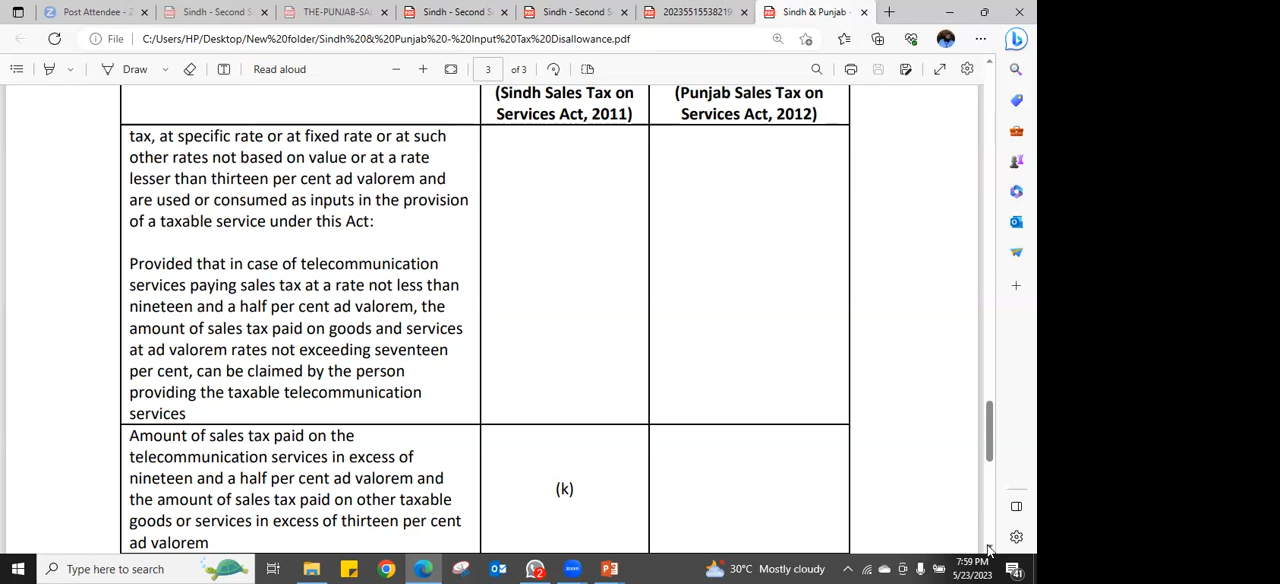 Post Attendee -
Sindh - Second S
THE-PUNJAB-SA
Sindh - Second S
Sindh - Second S
20235515538219
Sindh & Punjab -
File
C:/Users/HP/Desktop/New%20folder/Sindh%20&%20Punjab%20-%20Input%20Tax%20Disallowance.pdf
Draw
Read aloud
3
of 3
(Sindh Sales Tax on
Services Act, 2011)
(Punjab Sales Tax on
Services Act, 2012)
tax, at specific rate or at fixed rate or at such
other rates not based on value or at a rate
lesser than thirteen per cent ad valorem and
are used or consumed as inputs in the provision
of a taxable service under this Act:
Provided that in case of telecommunication
services paying sales tax at a rate not less than
nineteen and a half per cent ad valorem, the
amount of sales tax paid on goods and services
at ad valorem rates not exceeding seventeen
per cent, can be claimed by the person
providing the taxable telecommunication
services
Amount of sales tax paid on the
telecommunication services in excess of
nineteen and a half per cent ad valorem and
the amount of sales tax paid on other taxable
goods or services in excess of thirteen per cent
ad valorem
(k)
Type here to search
30°C Mostly cloudy
7:59 PM
5/23/2023
41